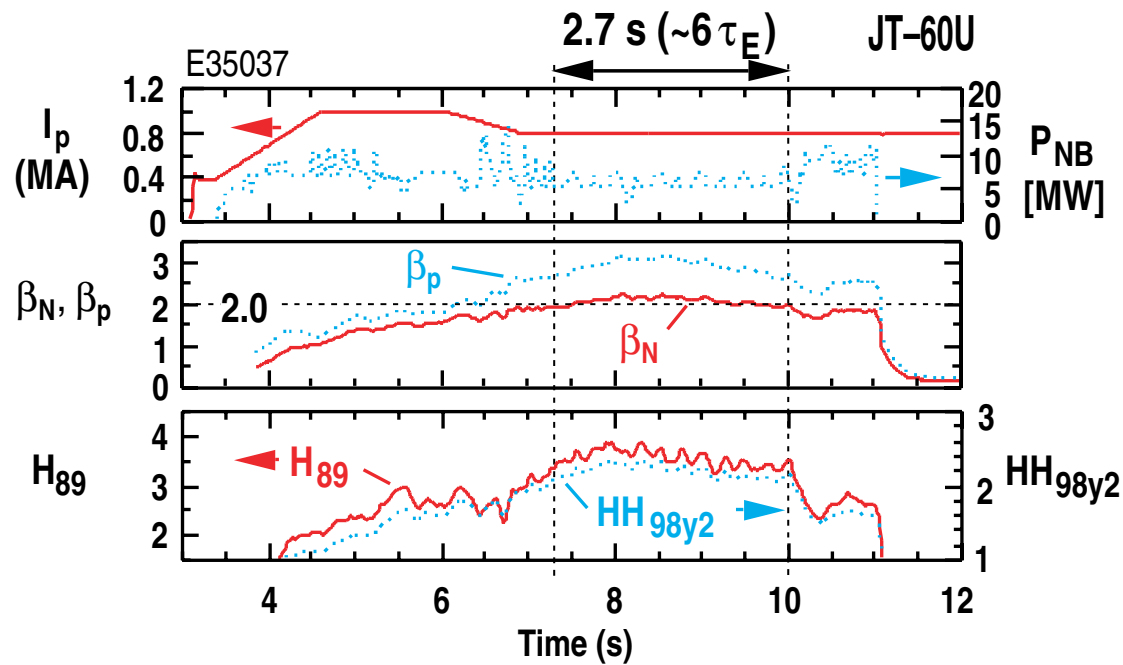 2.7 s (~6 τE) JT–60U
E35037
1.2
0.8
0.4
0
Ip
(MA)
20
15
10
5
0
PNB
[MW]
3
2
1
0
βN, βp
2.0
βp
βN
4
3
2
H89
H89
HH98y2
3
2
1
HH98y2
4 6 8 10 12
Time (s)